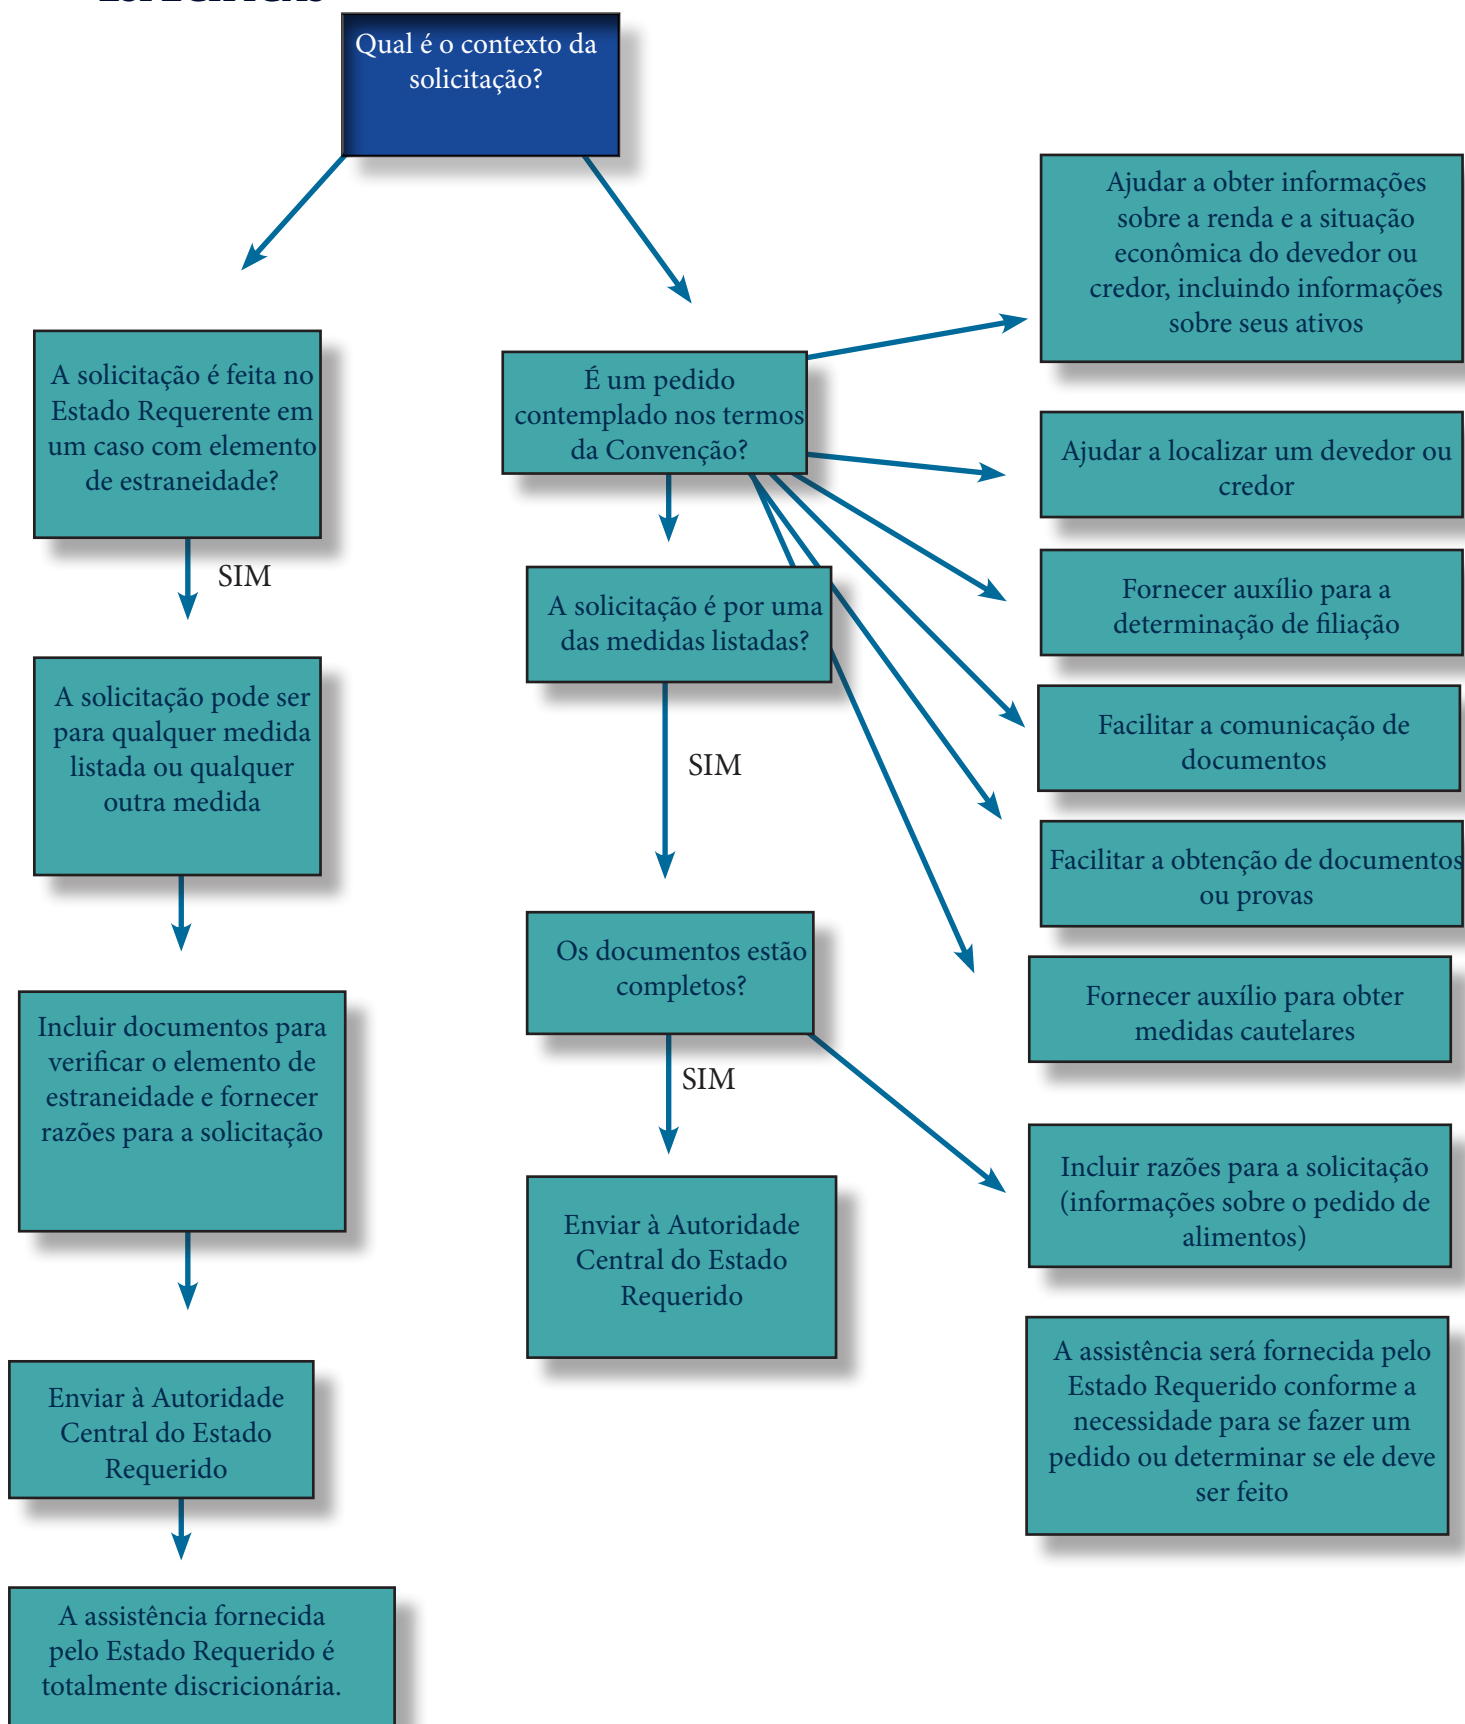 Qual é o contexto da
solicitação?
A solicitação é feita no
Estado Requerente em
um caso com elemento
de estraneidade?
SIM
A solicitação pode ser
para qualquer medida
listada ou qualquer
outra medida
Incluir documentos para
verificar o elemento de
estraneidade e fornecer
razões para a solicitação
Enviar à Autoridade
Central do Estado
Requerido
A assistência fornecida
pelo Estado Requerido é
totalmente discricionária.
É um pedido
contemplado nos termos
da Convenção?
A solicitação é por uma
das medidas listadas?
SIM
Os documentos estão
completos?
SIM
Enviar à Autoridade
Central do Estado
Requerido
Ajudar a obter informações
sobre a renda e a situação
econômica do devedor ou
credor, incluindo informações
sobre seus ativos
Ajudar a localizar um devedor ou
credor
Fornecer auxílio para a
determinação de filiação
Facilitar a comunicação de
documentos
Facilitar a obtenção de documentos
ou provas
Fornecer auxílio para obter
medidas cautelares
Incluir razões para a solicitação
(informações sobre o pedido de
alimentos)
A assistência será fornecida pelo
Estado Requerido conforme a
necessidade para se fazer um
pedido ou determinar se ele deve
ser feito